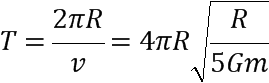 T = 2πR/v = 4πR√(R/5Gm)